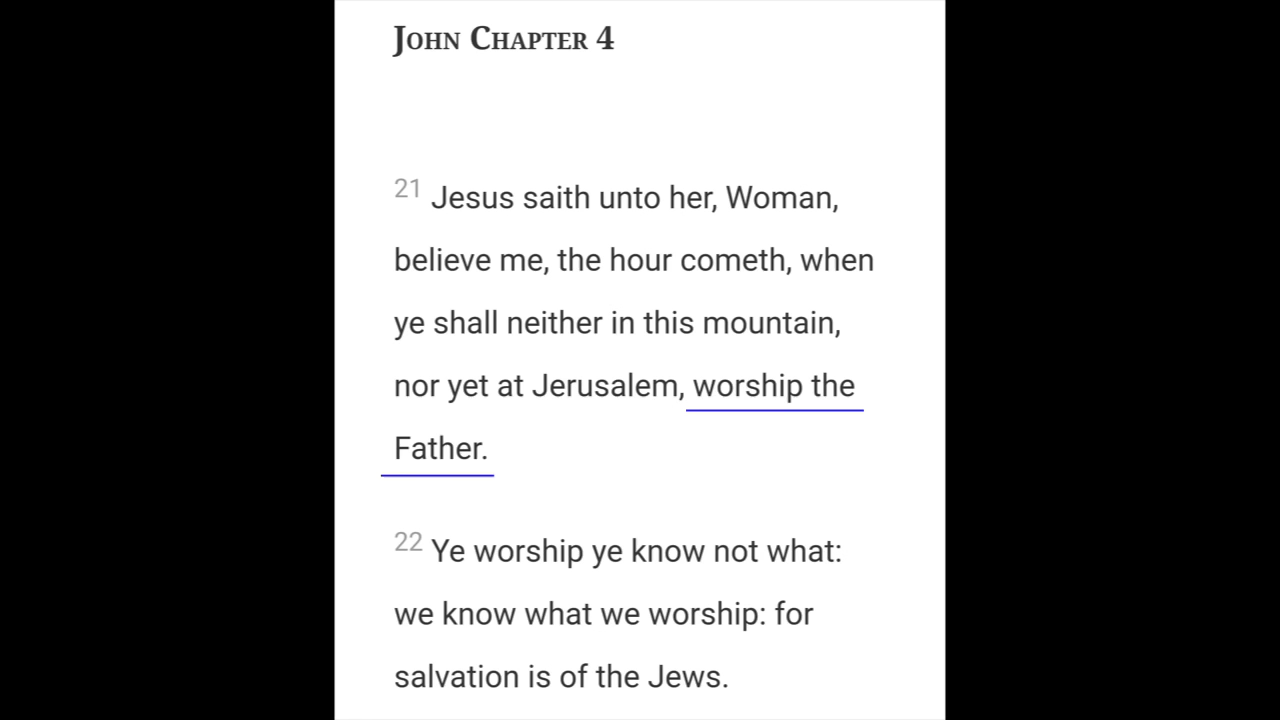 John Chapter 4
21 Jesus saith unto her, Woman,
believe me, the hour cometh, when
ye shall neither in this mountain,
nor yet at Jerusalem, worship the
Father.
22 Ye worship ye know not what:
we know what we worship: for
salvation is of the Jews.